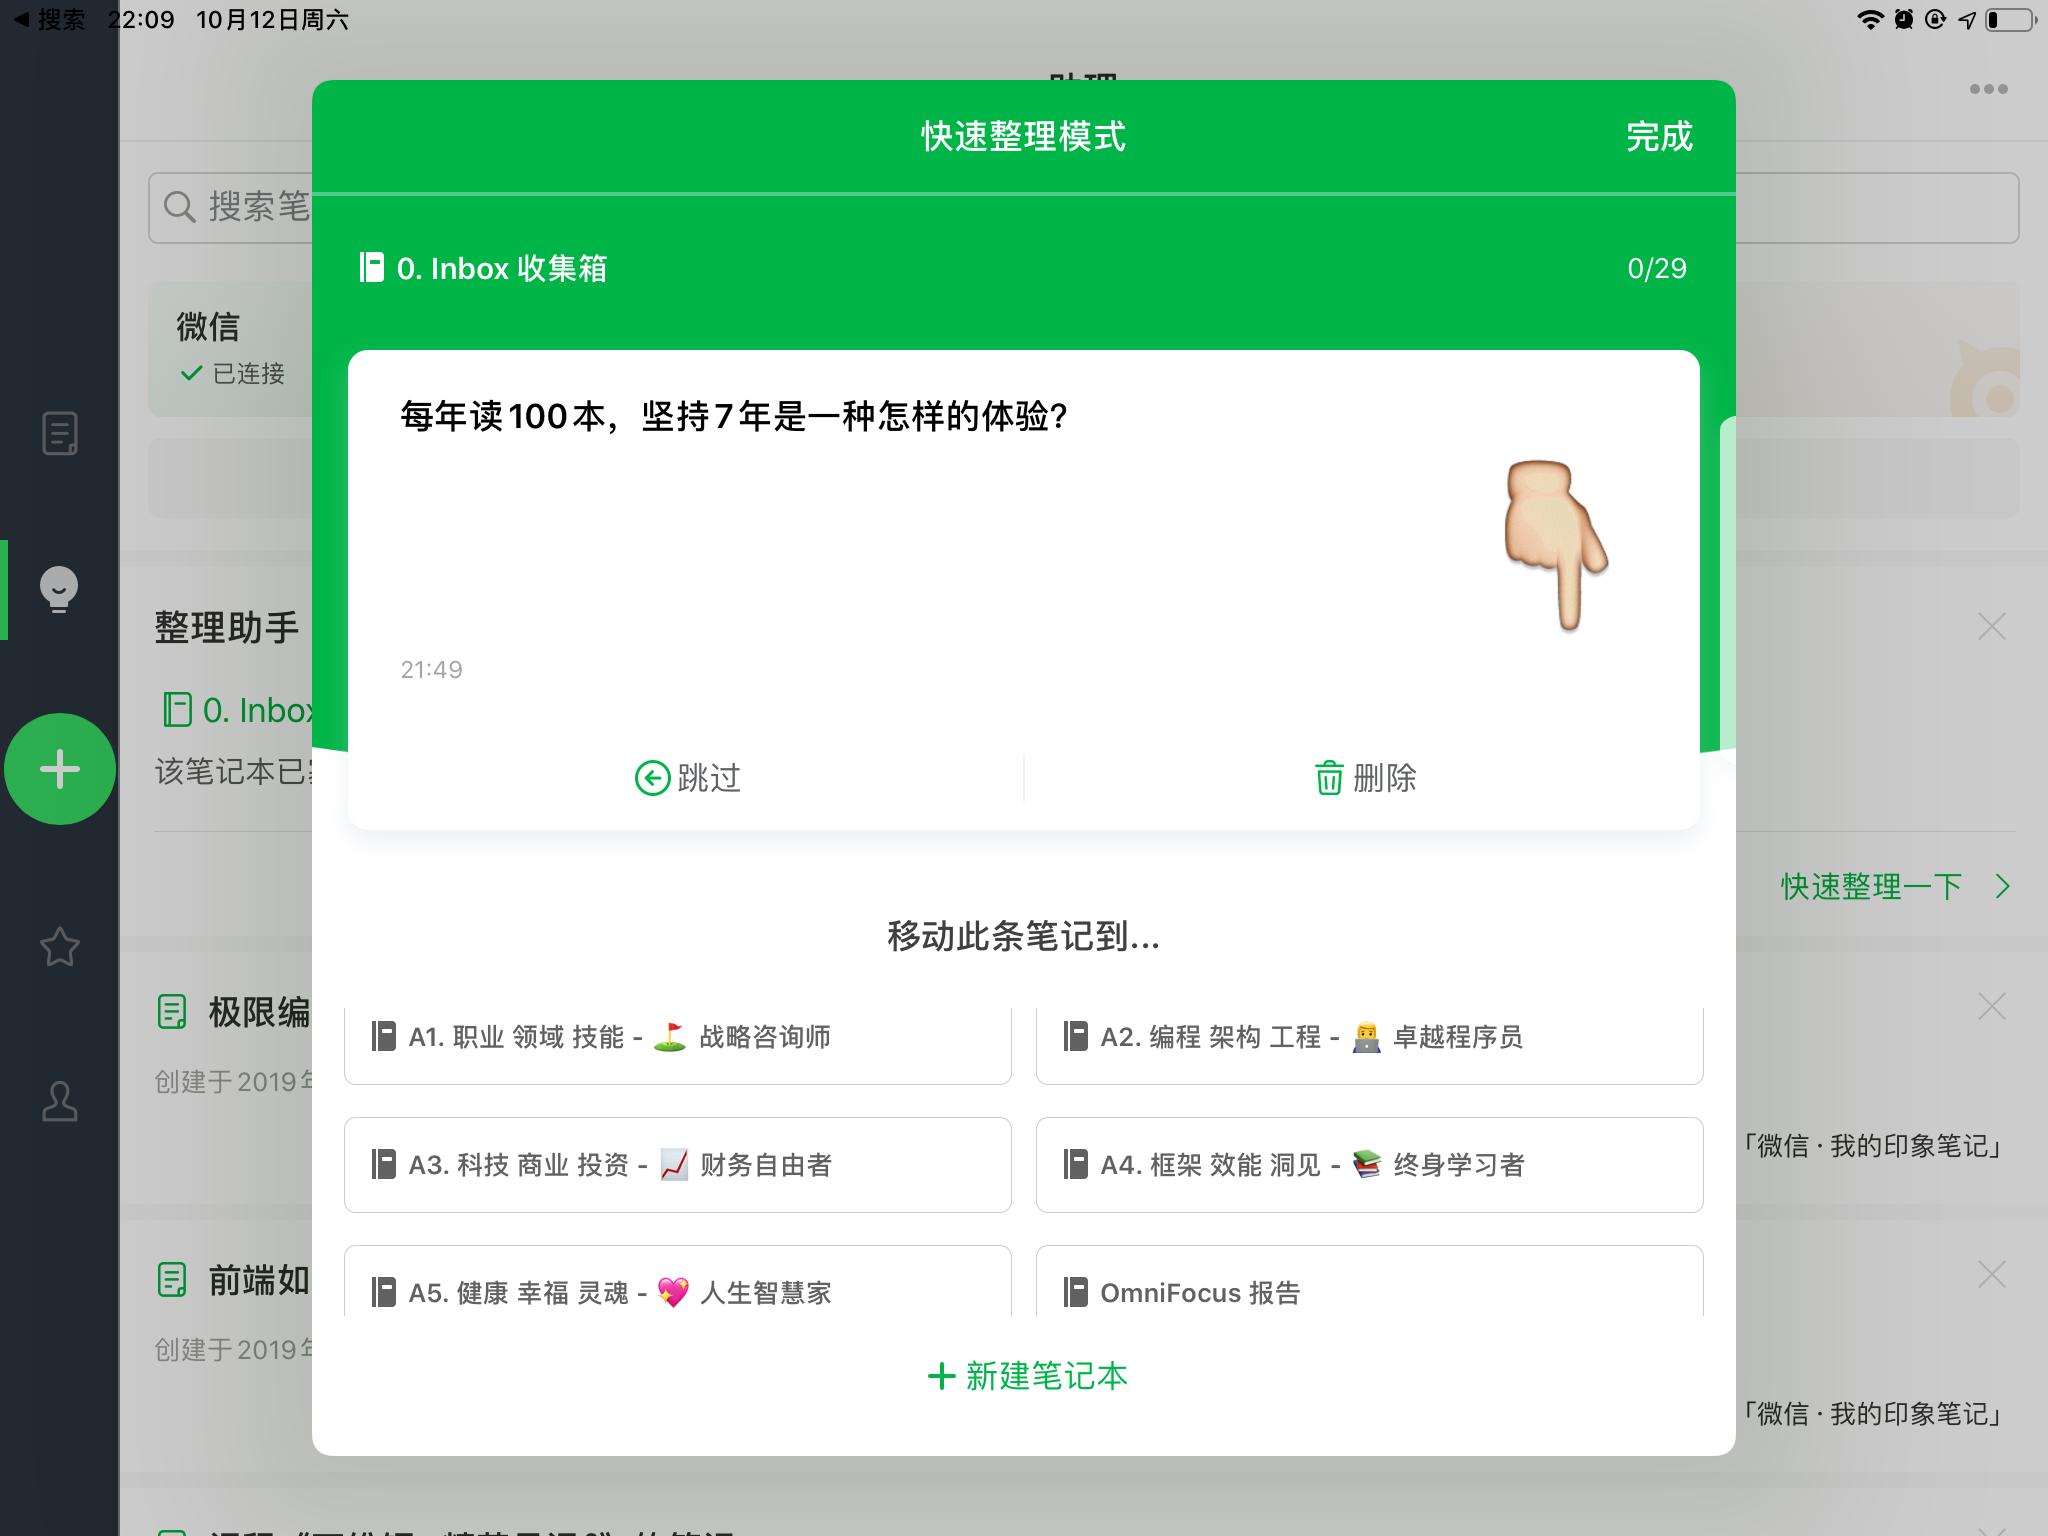 搜索 22:09 10月12日周六
快速整理模式
完成
搜索笔
0. Inbox 收集箱
0/29
微信
已连接
每年读100本，坚持7年是一种怎样的体验?
21:49
跳过
删除
整理助手
0. Inbox
该笔记本已
快速整理一下
移动此条笔记到...
A1. 职业 领域 技能 - ⛳ 战略咨询师
A2. 编程 架构 工程 - 👨‍💻 卓越程序员
A3. 科技 商业 投资 - 📈 财务自由者
A4. 框架 效能 洞见 - 📚 终身学习者
A5. 健康 幸福 灵魂 - 💖 人生智慧家
OmniFocus 报告
新建笔记本
极限编
创建于 2019年
「微信 · 我的印象笔记」
前端如
创建于 2019年
「微信 · 我的印象笔记」